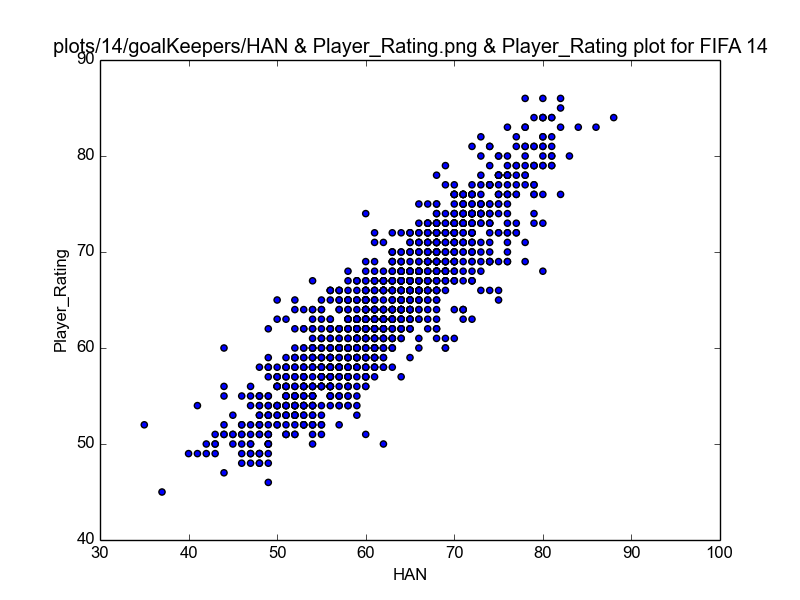 plots/14/goalKeepers/HAN & Player_Rating.png & Player_Rating plot for FIFA 14
90
80
70
60
50
40
Player_Rating
30 40 50 60 70 80 90 100
HAN